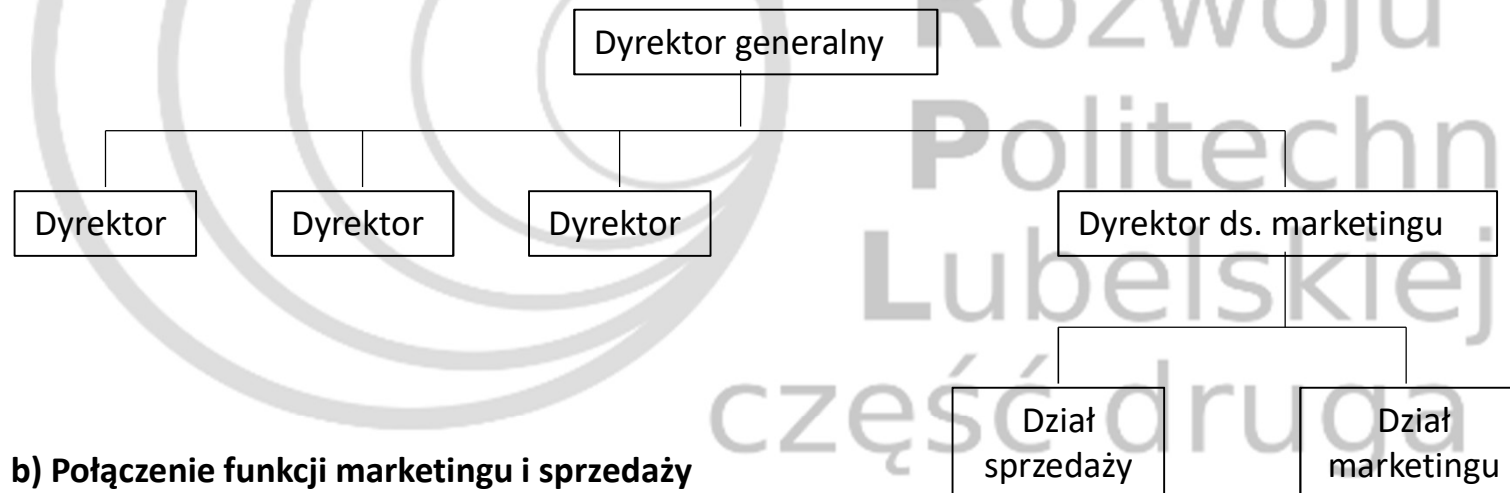 Rozwoju
Dyrektor generalny
Politechn
Dyrektor
Dyrektor
Dyrektor
Dyrektor ds. marketingu
Lubelskiej
część druga
Dział
sprzedaży
Dział
marketingu
b) Połączenie funkcji marketingu i sprzedaży